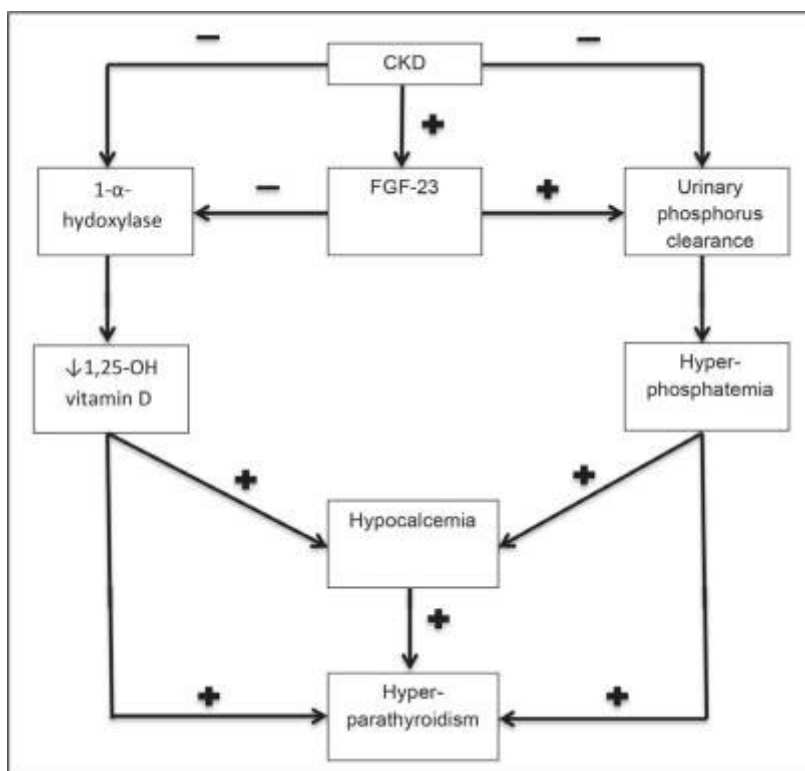 −
−
CKD
+
1-α-
hydoxylase
−
FGF-23
+
Urinary
phosphorus
clearance
↓1,25-OH
vitamin D
Hyper-
phosphatemia
+
+
Hypocalcemia
+
Hyper-
parathyroidism
+
+